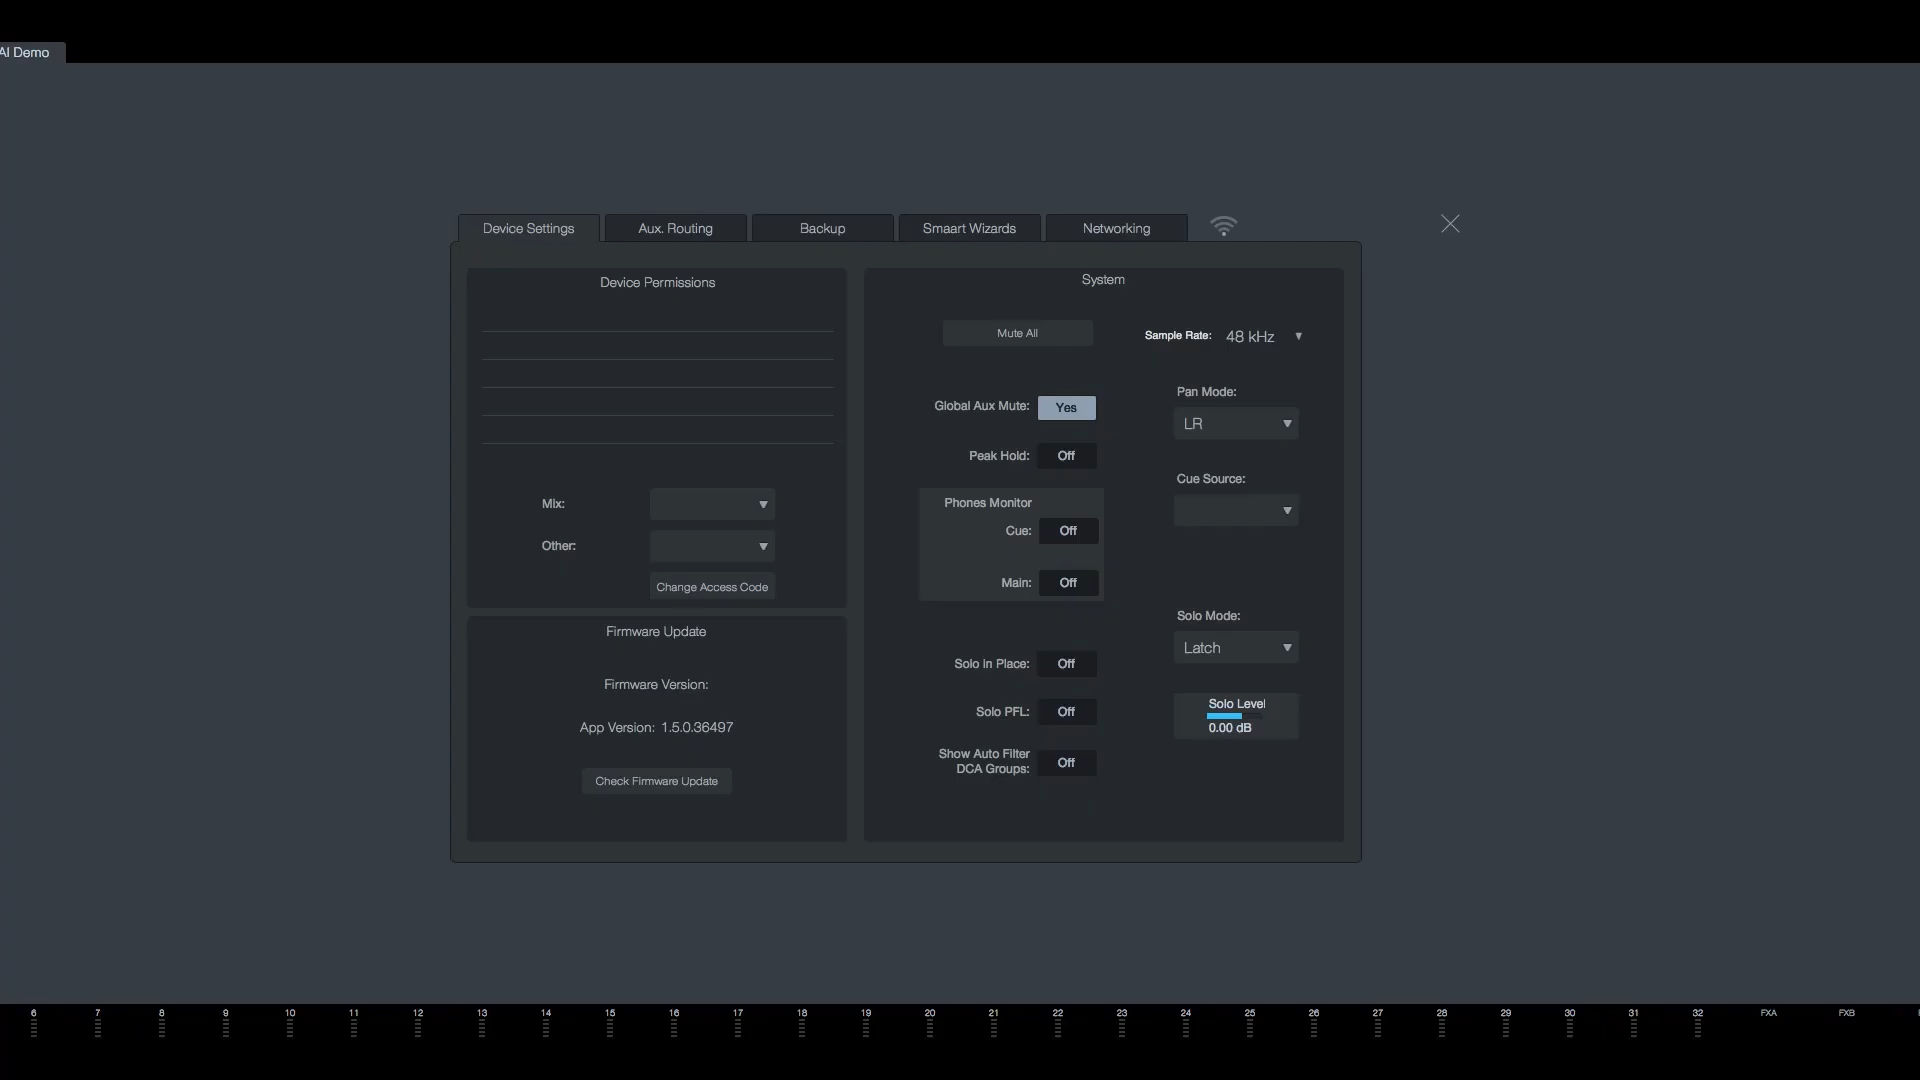 AI Demo
Device Settings
Aux. Routing
Backup
Smaart Wizards
Networking
Device Permissions
Mix:
Other:
Change Access Code
Firmware Update
Firmware Version:
App Version: 1.5.0.36497
Check Firmware Update
System
Mute All
Sample Rate: 48 kHz
Global Aux Mute: Yes
Pan Mode:
LR
Peak Hold: Off
Cue Source:
Phones Monitor
Cue: Off
Main: Off
Solo Mode:
Latch
Solo in Place: Off
Solo PFL: Off
Solo Level
0.00 dB
Show Auto Filter
DCA Groups: Off
6 7 8 9 10 11 12 13 14 15 16 17 18 19 20 21 22 23 24 25 26 27 28 29 30 31 32 FXA FXB